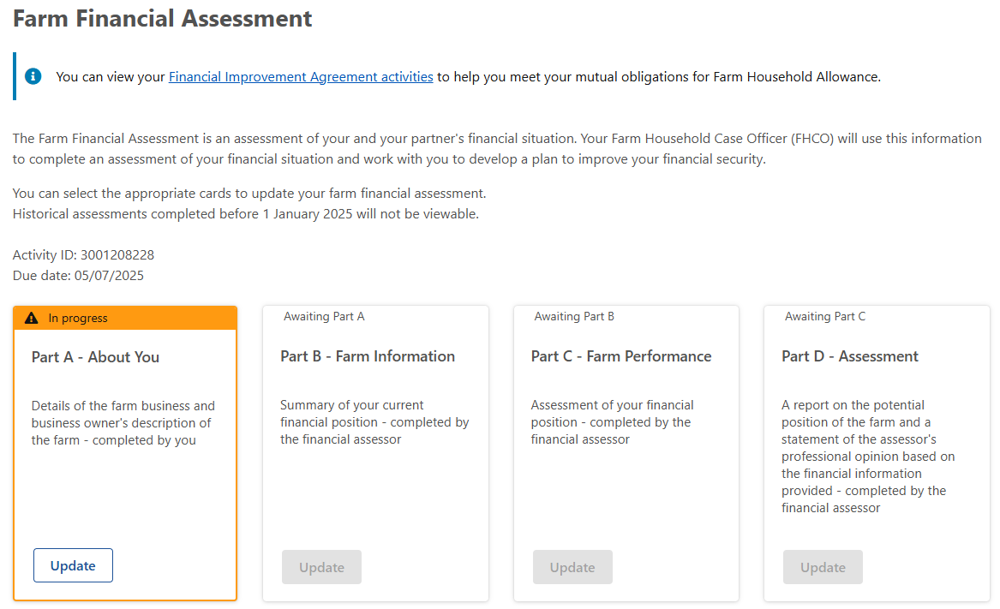 Farm Financial Assessment
You can view your Financial Improvement Agreement activities to help you meet your mutual obligations for Farm Household Allowance.
The Farm Financial Assessment is an assessment of your and your partner's financial situation. Your Farm Household Case Officer (FHCO) will use this information
to complete an assessment of your financial situation and work with you to develop a plan to improve your financial security.
You can select the appropriate cards to update your farm financial assessment.
Historical assessments completed before 1 January 2025 will not be viewable.
Activity ID: 3001208228
Due date: 05/07/2025
In progress
Part A - About You
Details of the farm business and
business owner's description of
the farm - completed by you
Update
Awaiting Part A
Part B - Farm Information
Summary of your current
financial position - completed by
the financial assessor
Update
Awaiting Part B
Part C - Farm Performance
Assessment of your financial
position - completed by the
financial assessor
Update
Awaiting Part C
Part D - Assessment
A report on the potential
position of the farm and a
statement of the assessor's
professional opinion based on
the financial information
provided - completed by the
financial assessor
Update